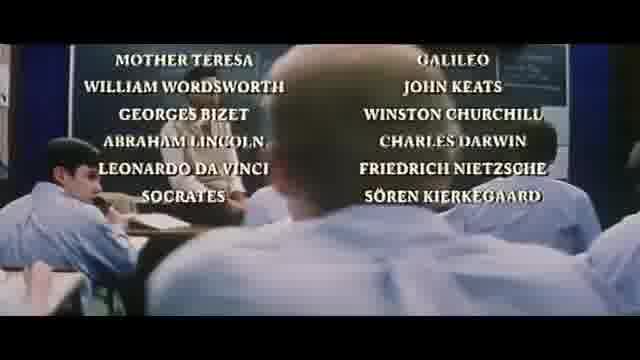 MOTHER TERESA
GALILEO
WILLIAM WORDSWORTH
JOHN KEATS
GEORGES BIZET
WINSTON CHURCHILL
ABRAHAM LINCOLN
CHARLES DARWIN
LEONARDO DA VINCI
FRIEDRICH NIETZSCHE
SOCRATES
SÖREN KIERKEGAARD